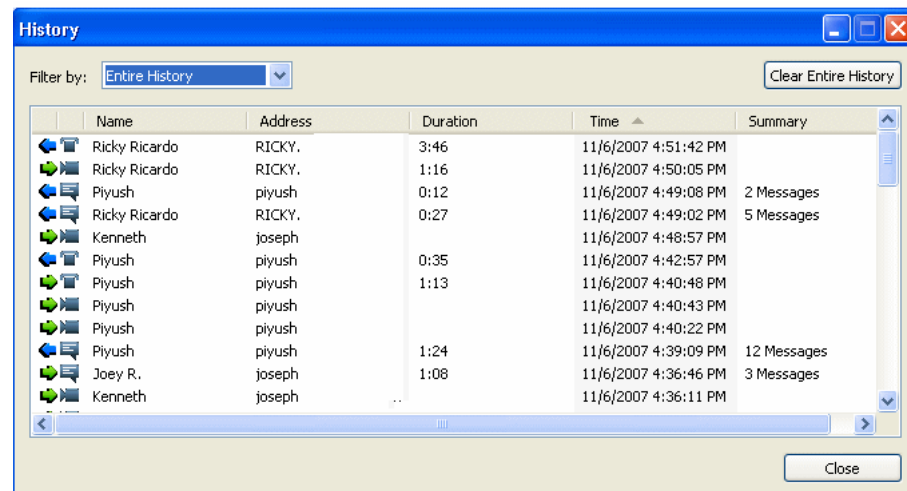 History
Filter by: Entire History Clear Entire History
Name Address Duration Time Summary
Ricky Ricardo RICKY. 3:46 11/6/2007 4:51:42 PM
Ricky Ricardo RICKY. 1:16 11/6/2007 4:50:05 PM
Piyush piyush 0:12 11/6/2007 4:49:08 PM 2 Messages
Ricky Ricardo RICKY. 0:27 11/6/2007 4:49:02 PM 5 Messages
Kenneth joseph 11/6/2007 4:48:57 PM
Piyush piyush 0:35 11/6/2007 4:42:57 PM
Piyush piyush 1:13 11/6/2007 4:40:48 PM
Piyush piyush 11/6/2007 4:40:43 PM
Piyush piyush 11/6/2007 4:40:22 PM
Piyush piyush 1:24 11/6/2007 4:39:09 PM 12 Messages
Joey R. joseph 1:08 11/6/2007 4:36:46 PM 3 Messages
Kenneth joseph 11/6/2007 4:36:11 PM
Close